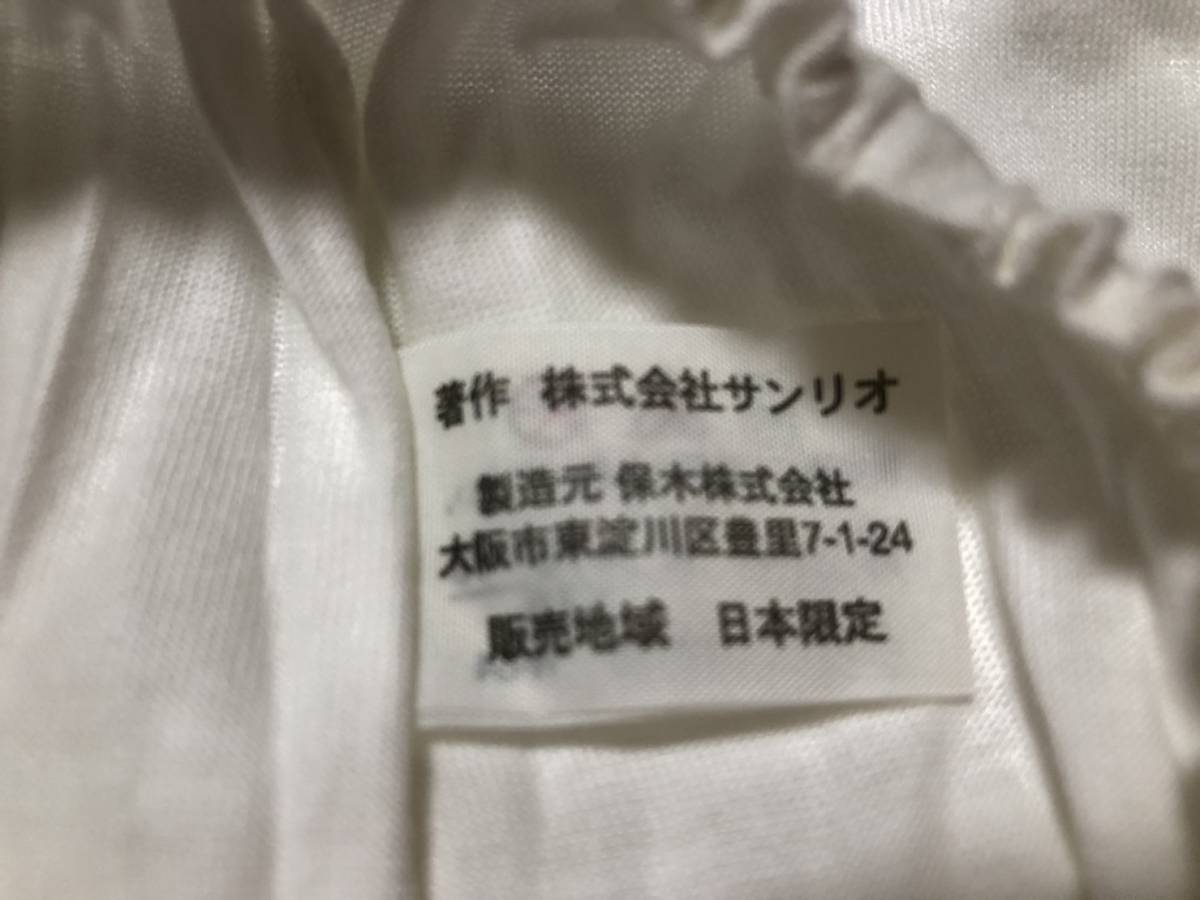 著作 株式会社サンリオ
製造元 保木株式会社
大阪市東淀川区豊里7-1-24
販売地域 日本限定